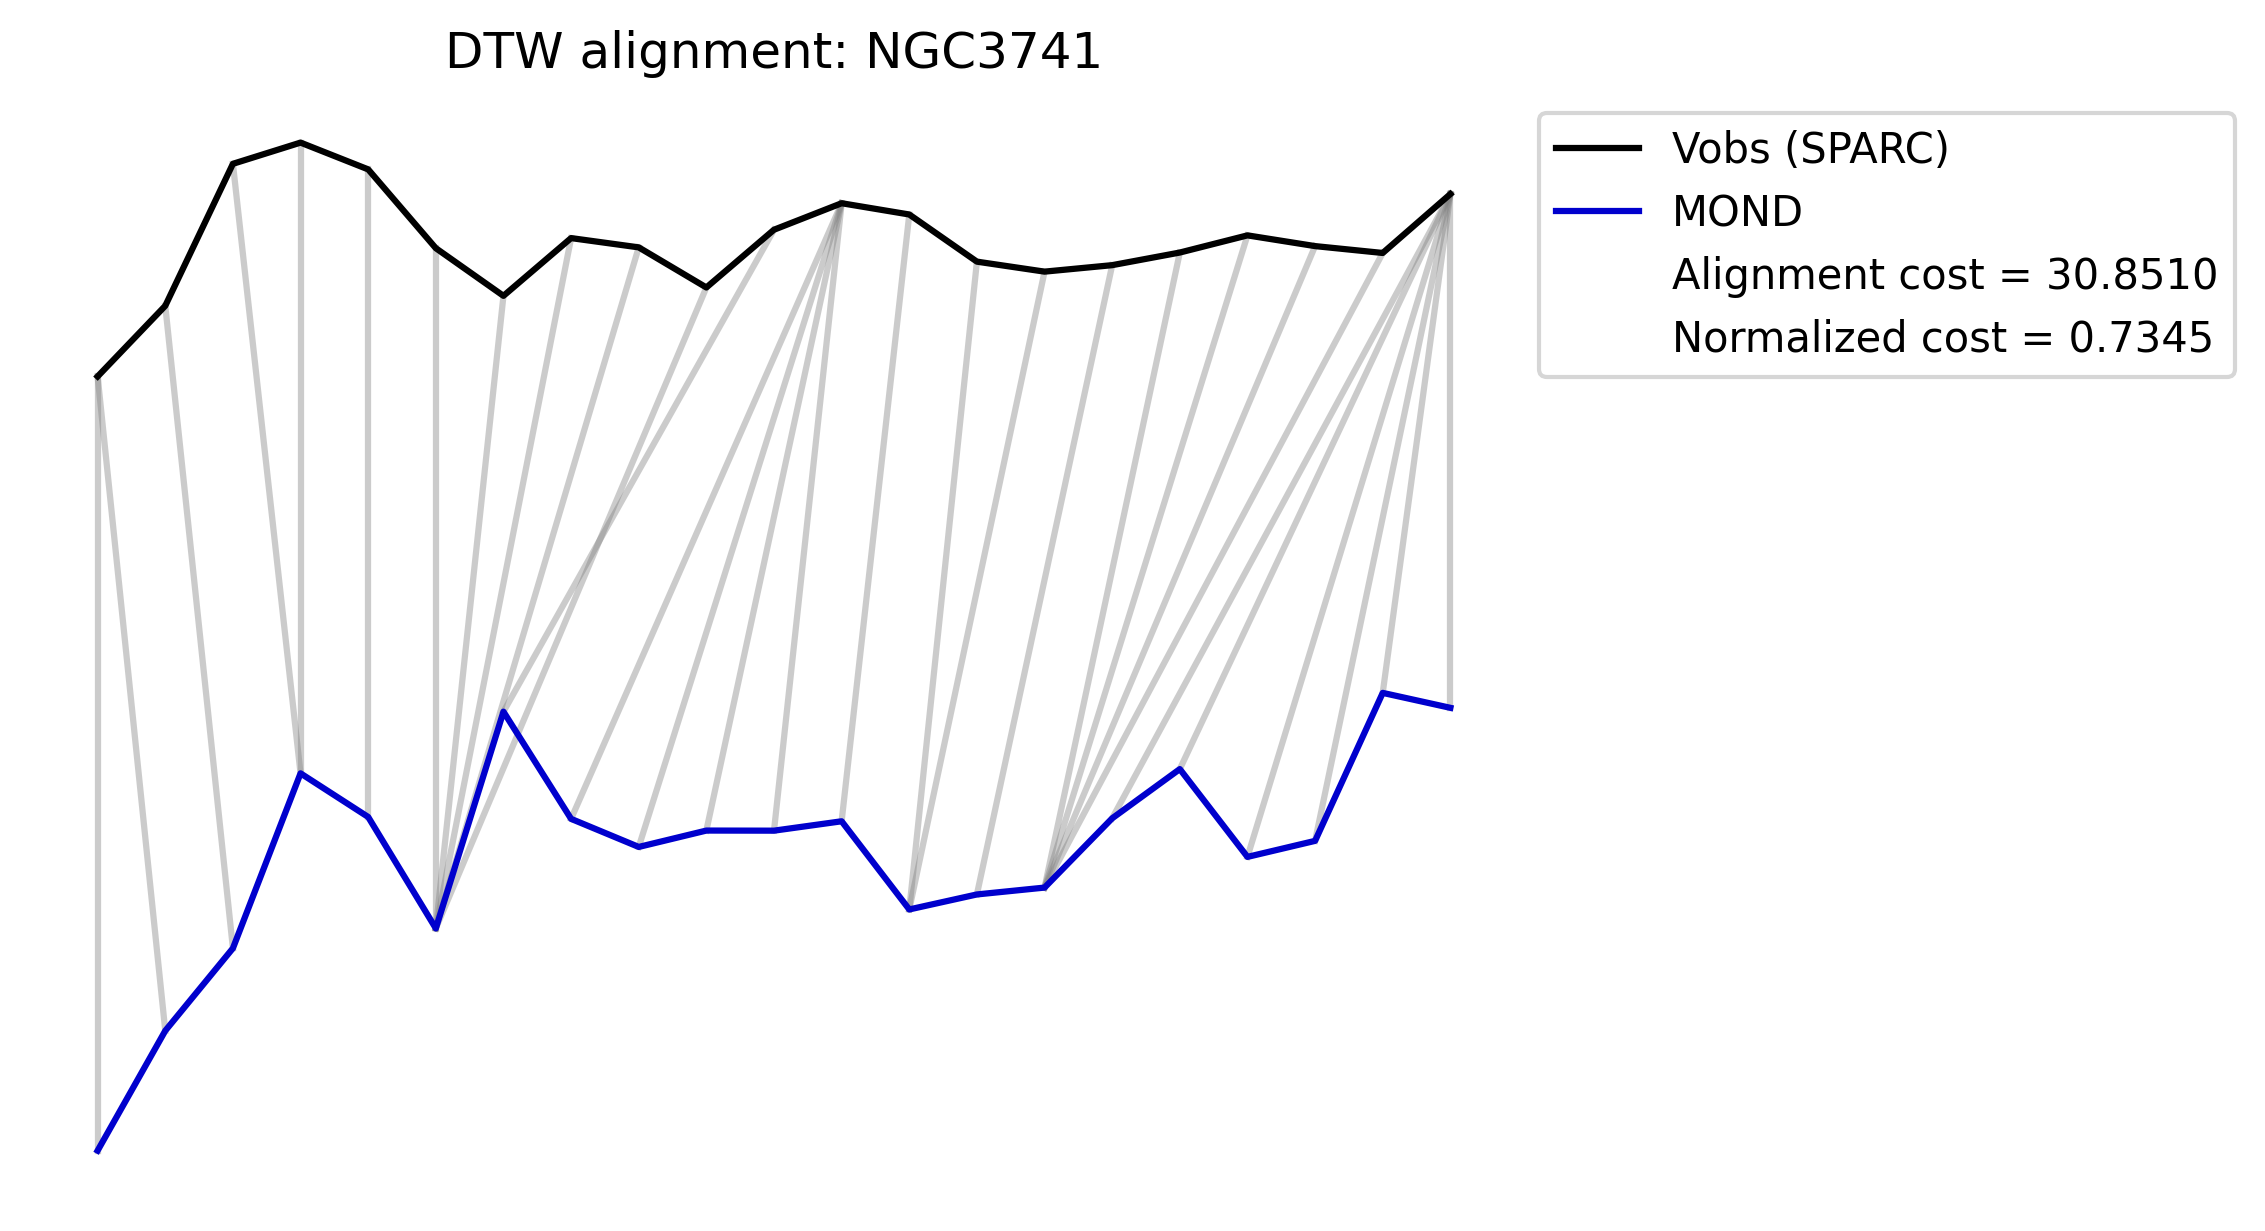 DTW alignment: NGC3741
Vobs (SPARC)
MOND
Alignment cost = 30.8510
Normalized cost = 0.7345